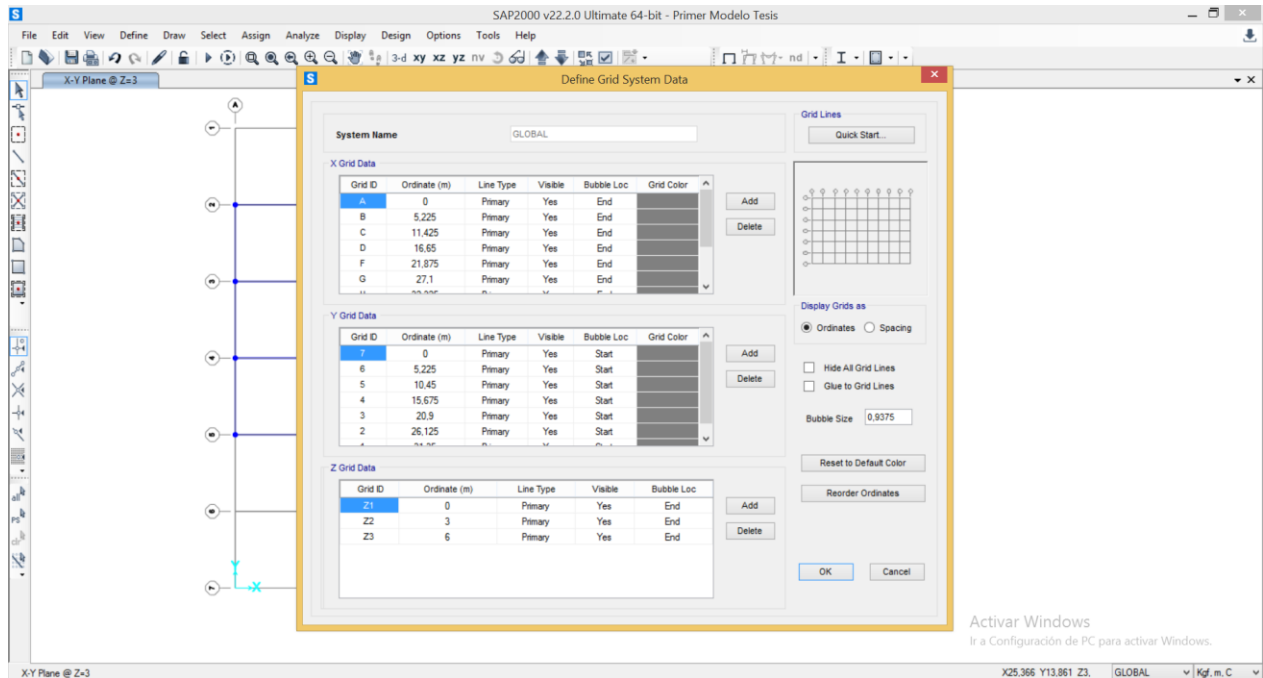 SAP2000 v22.2.0 Ultimate 64-bit - Primer Modelo Tesis
File Edit View Define Draw Select Assign Analyze Display Design Options Tools Help
3-d xy xz yz nv
nd
X-Y Plane @ Z=3
Define Grid System Data
System Name GLOBAL
Grid Lines
Quick Start...
X Grid Data
Grid ID Ordinate (m) Line Type Visible Bubble Loc Grid Color
A 0 Primary Yes End
B 5,225 Primary Yes End
C 11,425 Primary Yes End
D 16,65 Primary Yes End
F 21,875 Primary Yes End
G 27,1 Primary Yes End
Add
Delete
Y Grid Data
Grid ID Ordinate (m) Line Type Visible Bubble Loc Grid Color
7 0 Primary Yes Start
6 5,225 Primary Yes Start
5 10,45 Primary Yes Start
4 15,675 Primary Yes Start
3 20,9 Primary Yes Start
2 26,125 Primary Yes Start
Add
Delete
Z Grid Data
Grid ID Ordinate (m) Line Type Visible Bubble Loc
Z1 0 Primary Yes End
Z2 3 Primary Yes End
Z3 6 Primary Yes End
Add
Delete
Display Grids as
Ordinates Spacing
Hide All Grid Lines
Glue to Grid Lines
Bubble Size 0,9375
Reset to Default Color
Reorder Ordinates
OK Cancel
A
Y
X
all
PS
clr
Activar Windows
Ir a Configuración de PC para activar Windows.
X-Y Plane @ Z=3
X25,366 Y13,861 Z3, GLOBAL Kgf, m, C